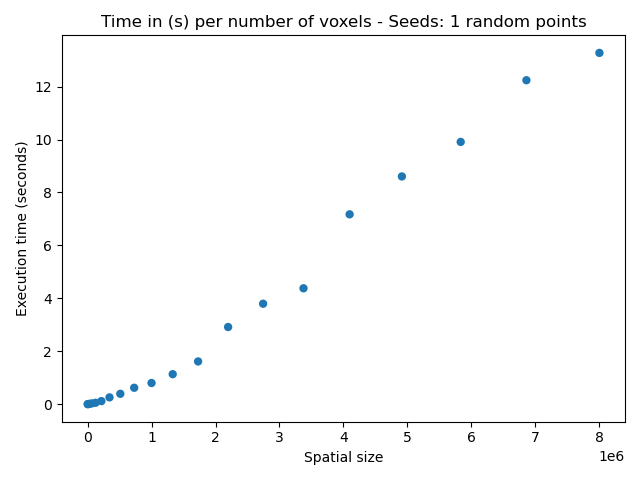 Time in (s) per number of voxels - Seeds: 1 random points
Execution time (seconds)
12
10
8
6
4
2
0
0 1 2 3 4 5 6 7 8
1e6
Spatial size